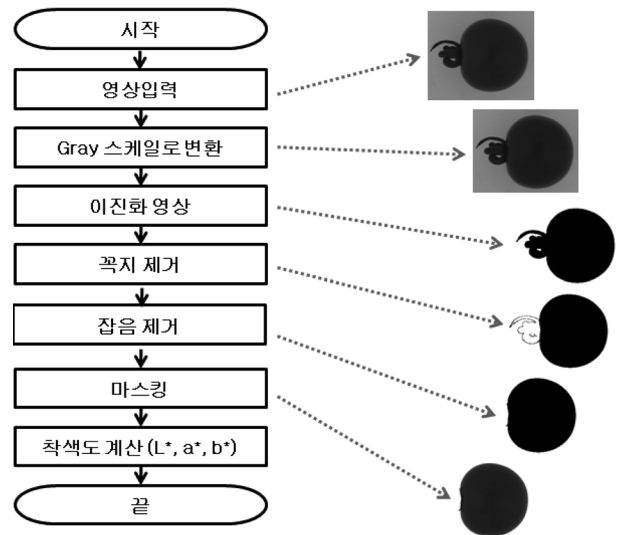 시작
영상입력
Gray 스케일로변환
이진화 영상
꼭지 제거
잡음 제거
마스킹
착색도 계산(L*, a*, b*)
끝